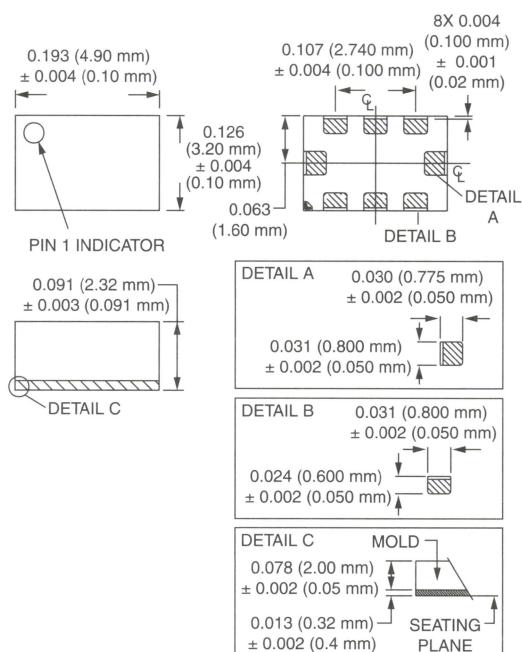 0.193 (4.90 mm)
± 0.004 (0.10 mm)
0.126
(3.20 mm)
± 0.004
(0.10 mm)
PIN 1 INDICATOR
0.107 (2.740 mm)
± 0.004 (0.100 mm)
8X 0.004
(0.100 mm)
± 0.001
(0.02 mm)
CL
CL
0.063
(1.60 mm)
DETAIL
A
DETAIL B
0.091 (2.32 mm)
± 0.003 (0.091 mm)
DETAIL C
DETAIL A
0.030 (0.775 mm)
± 0.002 (0.050 mm)
0.031 (0.800 mm)
± 0.002 (0.050 mm)
DETAIL B
0.031 (0.800 mm)
± 0.002 (0.050 mm)
0.024 (0.600 mm)
± 0.002 (0.050 mm)
DETAIL C
MOLD
0.078 (2.00 mm)
± 0.002 (0.05 mm)
0.013 (0.32 mm)
± 0.002 (0.4 mm)
SEATING
PLANE